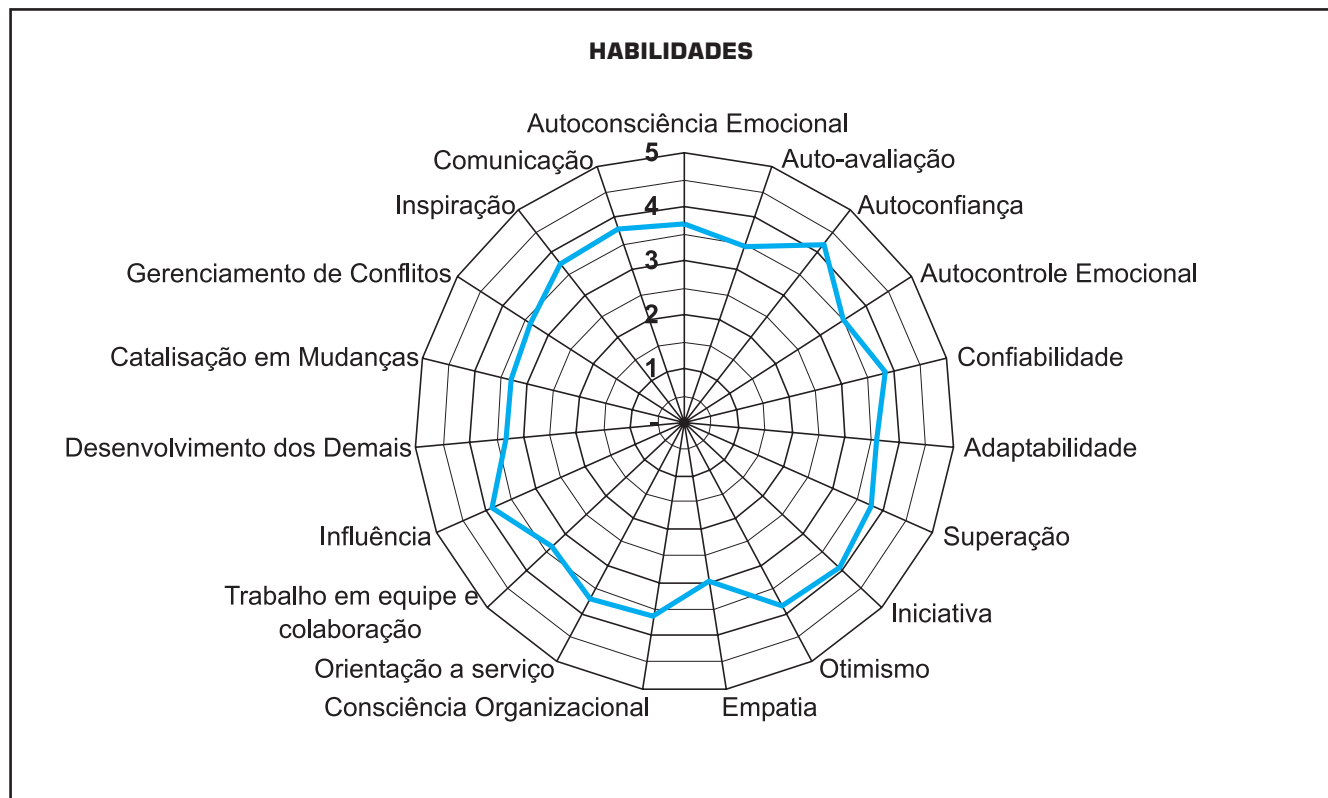 HABILIDADES
Autoconsciência Emocional
Comunicação
5
Auto-avaliação
Inspiração
4
Autoconfiança
Gerenciamento de Conflitos
3
Autocontrole Emocional
Catalisação em Mudanças
2
Confiabilidade
1
Desenvolvimento dos Demais
-
Adaptabilidade
Influência
Superação
Trabalho em equipe e
colaboração
Iniciativa
Orientação a serviço
Otimismo
Consciência Organizacional
Empatia